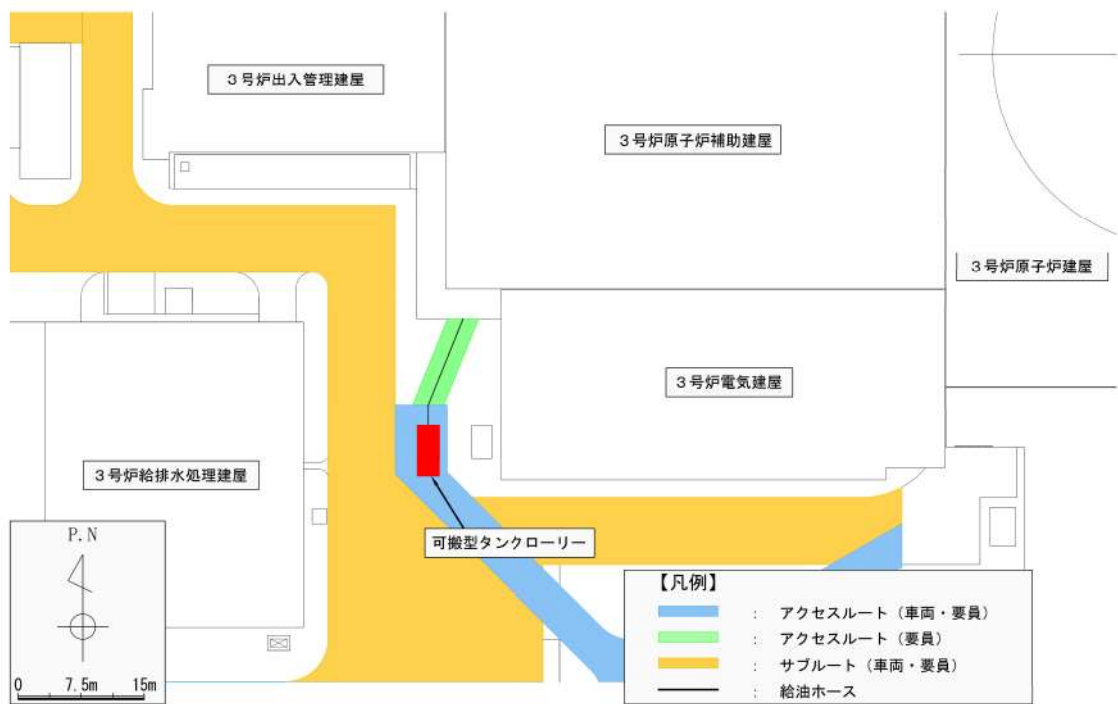 3号炉出入管理建屋
3号炉原子炉補助建屋
3号炉原子炉建屋
3号炉電気建屋
3号炉給排水処理建屋
可搬型タンクローリー
P.N
0 7.5m 15m
【凡例】
： アクセスルート（車両・要員）
： アクセスルート（要員）
： サブルート（車両・要員）
： 給油ホース